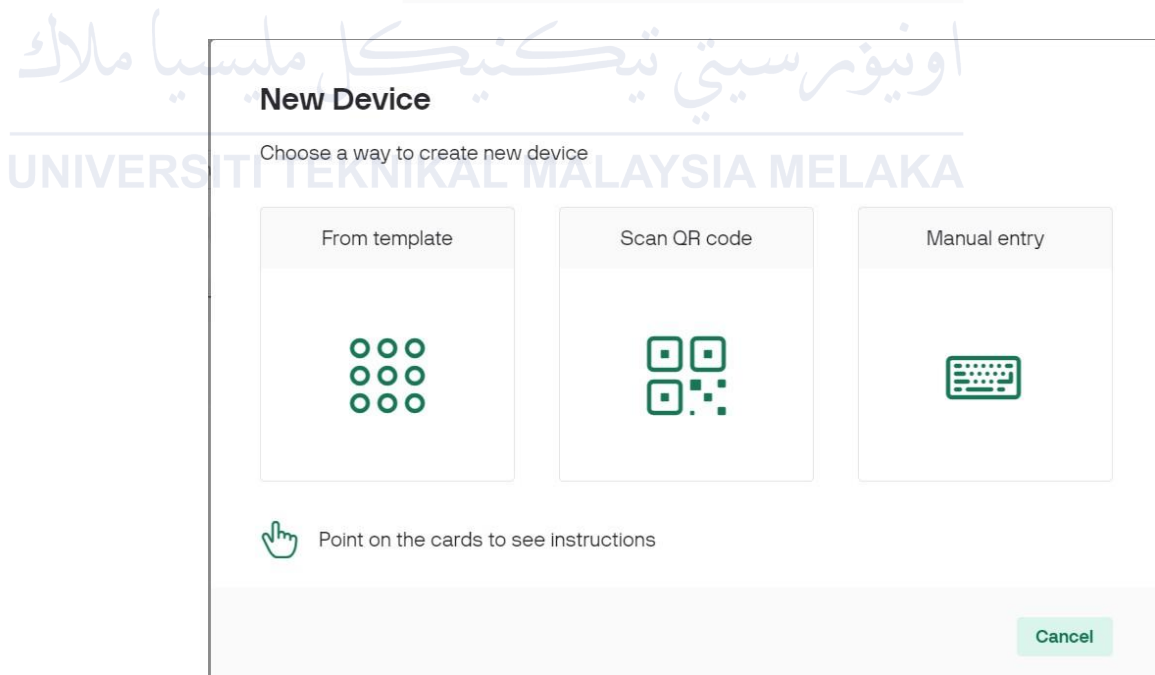 اونيۏرسيتي تيكنيكل مليسيا ملاك
New Device
Choose a way to create new device
UNIVERSITI TEKNIKAL MALAYSIA MELAKA
From template
Scan QR code
Manual entry
Point on the cards to see instructions
Cancel